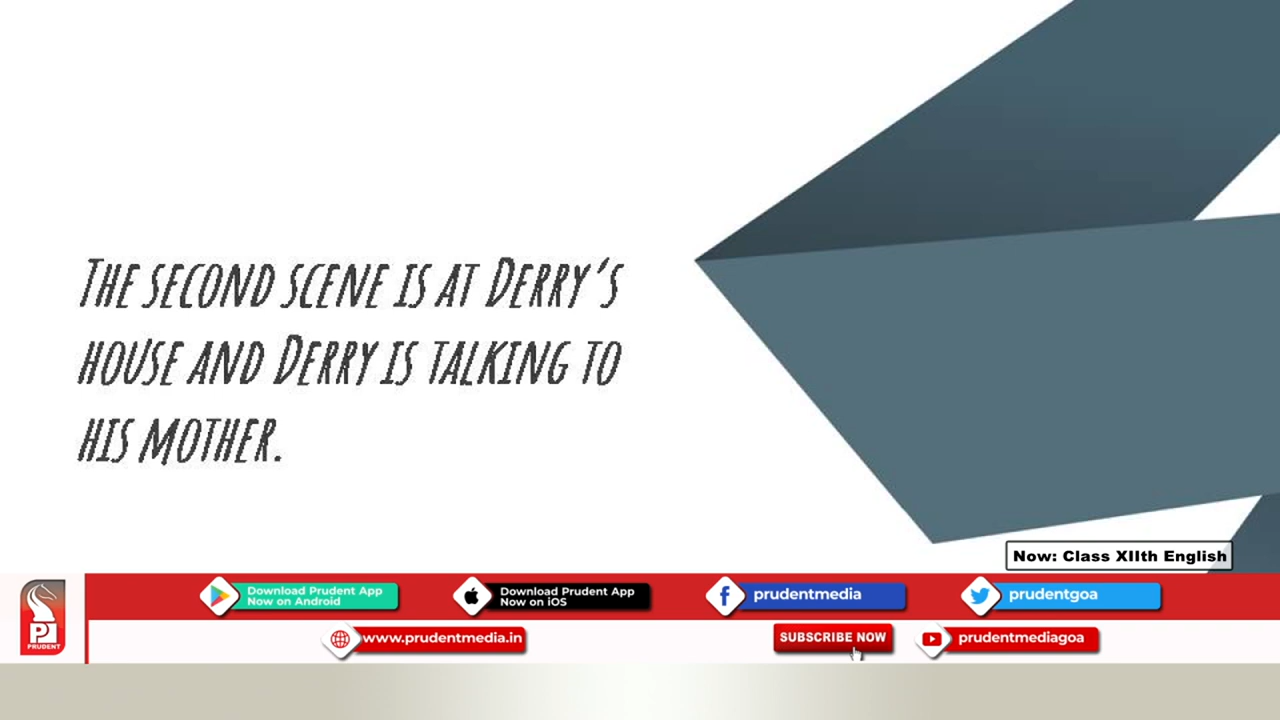 The second scene is at Derry's
house and Derry is talking to
his mother.
Now: Class XIIth English
Download Prudent App
Now on Android
Download Prudent App
Now on iOS
prudentmedia
prudentgoa
PRUDENT
www.prudentmedia.in
SUBSCRIBE NOW
prudentmediagoa